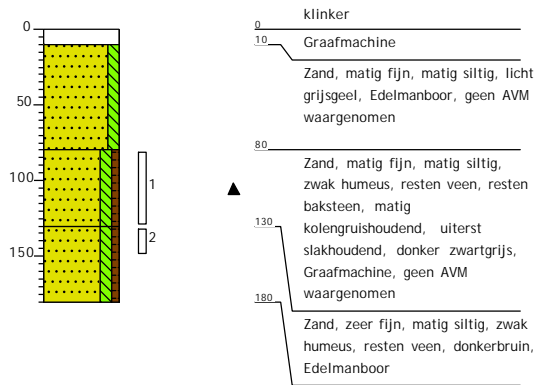 0
50
100
150
1
2
klinker
0
10
Graafmachine
Zand, matig fijn, matig siltig, licht
grijsgeel, Edelmanboor, geen AVM
waargenomen
80
Zand, matig fijn, matig siltig,
zwak humeus, resten veen, resten
baksteen, matig
kolengruishoudend, uiterst
slakhoudend, donker zwartgrijs,
Graafmachine, geen AVM
waargenomen
130
Zand, zeer fijn, matig siltig, zwak
humeus, resten veen, donkerbruin,
Edelmanboor
180